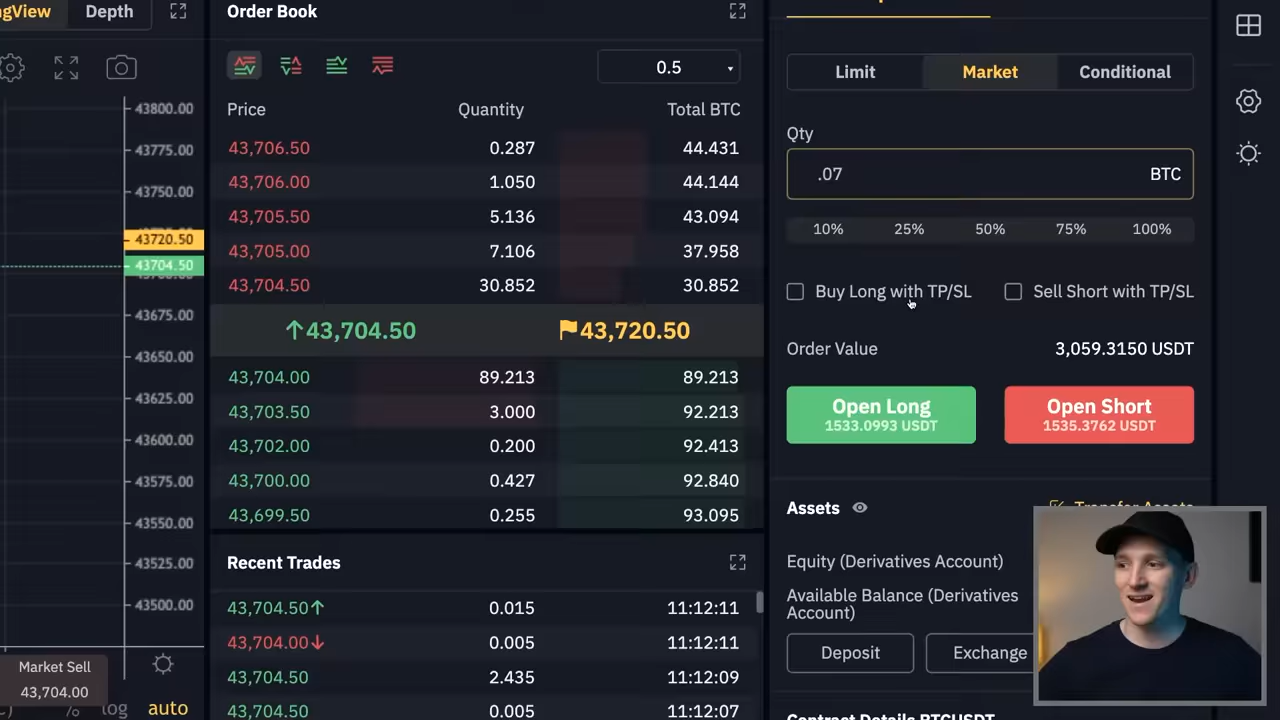 gView Depth
43800.00
43775.00
43750.00
43720.50
43704.50
43675.00
43650.00
43625.00
43600.00
43575.00
43550.00
43525.00
43500.00
Market Sell
43,704.00
% log auto
Order Book
0.5
Price Quantity Total BTC
43,706.50 0.287 44.431
43,706.00 1.050 44.144
43,705.50 5.136 43.094
43,705.00 7.106 37.958
43,704.50 30.852 30.852
↑43,704.50 43,720.50
43,704.00 89.213 89.213
43,703.50 3.000 92.213
43,702.00 0.200 92.413
43,700.00 0.427 92.840
43,699.50 0.255 93.095
Recent Trades
43,704.50↑ 0.015 11:12:11
43,704.00↓ 0.005 11:12:11
43,704.50 2.435 11:12:09
43,704.50 0.005 11:12:07
Limit Market Conditional
Qty
.07 BTC
10% 25% 50% 75% 100%
Buy Long with TP/SL Sell Short with TP/SL
Order Value 3,059.3150 USDT
Open Long Open Short
1533.0993 USDT 1535.3762 USDT
Assets Transfer Assets
Equity (Derivatives Account)
Available Balance (Derivatives
Account)
Deposit Exchange
Contract Details BTCUSDT